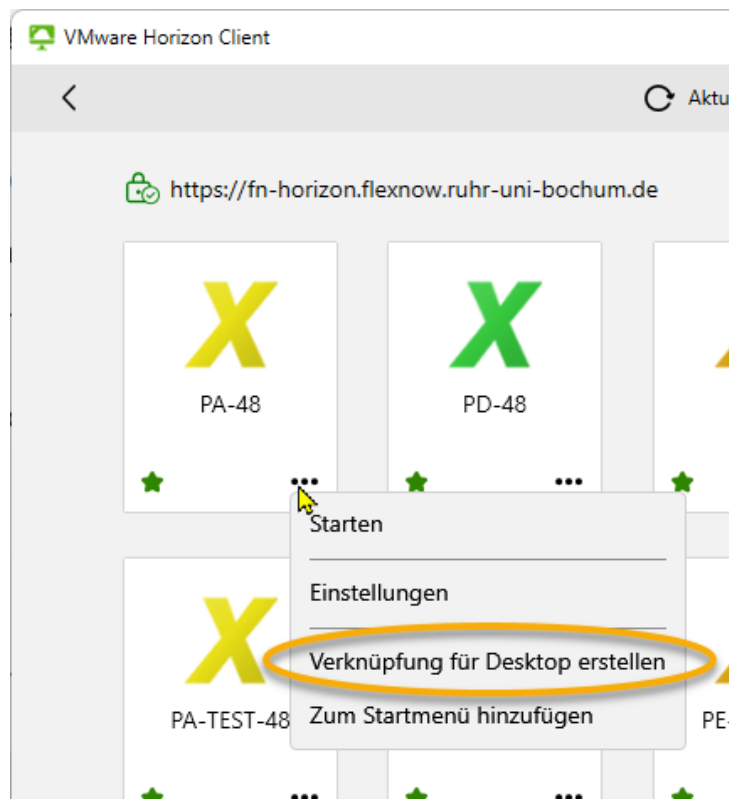 VMware Horizon Client
Aktu
https://fn-horizon.flexnow.ruhr-uni-bochum.de
PA-48
PD-48
Starten
Einstellungen
Verknüpfung für Desktop erstellen
Zum Startmenü hinzufügen
PA-TEST-48
PE-